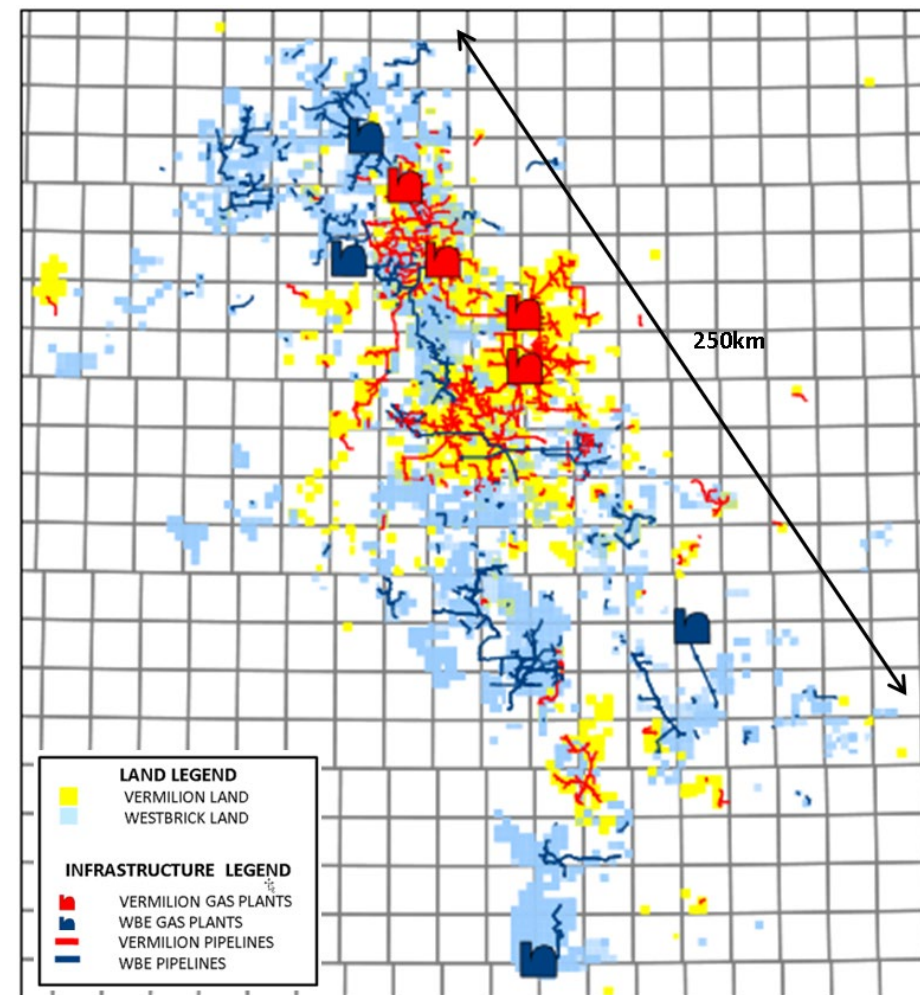 250km
LAND LEGEND
VERMILION LAND
WESTBRICK LAND
INFRASTRUCTURE LEGEND
VERMILION GAS PLANTS
WBE GAS PLANTS
VERMILION PIPELINES
WBE PIPELINES